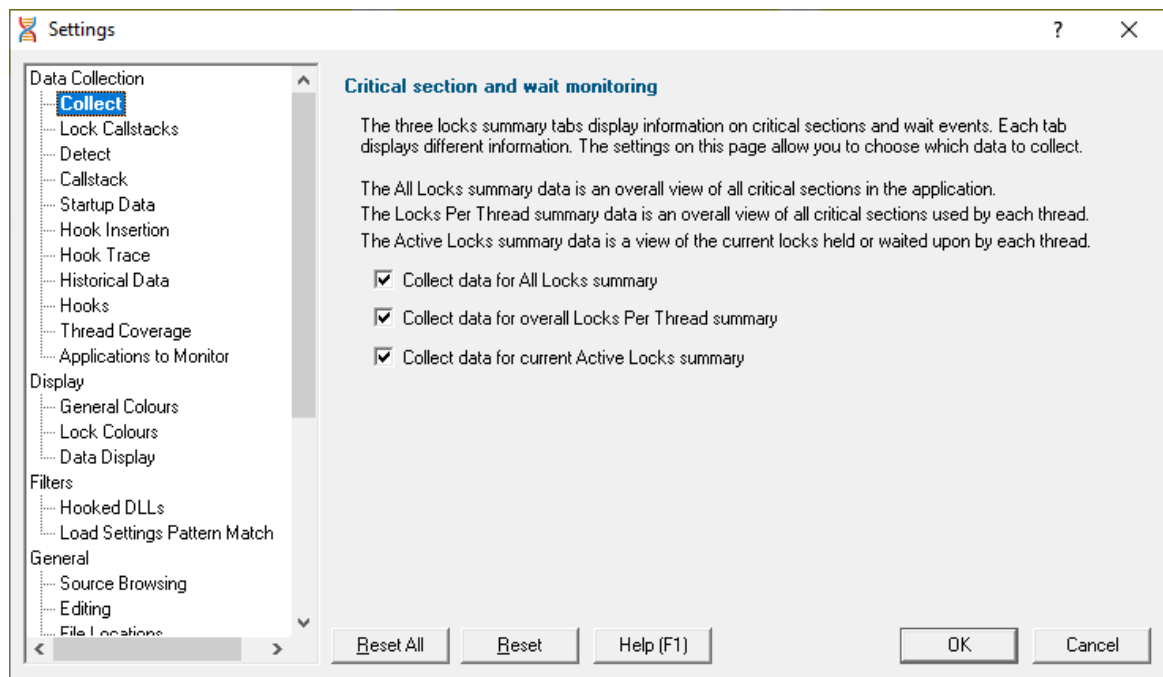 Settings
?
Data Collection
Collect
Lock Callstacks
Detect
Callstack
Startup Data
Hook Insertion
Hook Trace
Historical Data
Hooks
Thread Coverage
Applications to Monitor
Display
General Colours
Lock Colours
Data Display
Filters
Hooked DLLs
Load Settings Pattern Match
General
Source Browsing
Editing
File Locations
Critical section and wait monitoring
The three locks summary tabs display information on critical sections and wait events. Each tab
displays different information. The settings on this page allow you to choose which data to collect.
The All Locks summary data is an overall view of all critical sections in the application.
The Locks Per Thread summary data is an overall view of all critical sections used by each thread.
The Active Locks summary data is a view of the current locks held or waited upon by each thread.
Collect data for All Locks summary
Collect data for overall Locks Per Thread summary
Collect data for current Active Locks summary
Reset All
Reset
Help (F1)
OK
Cancel